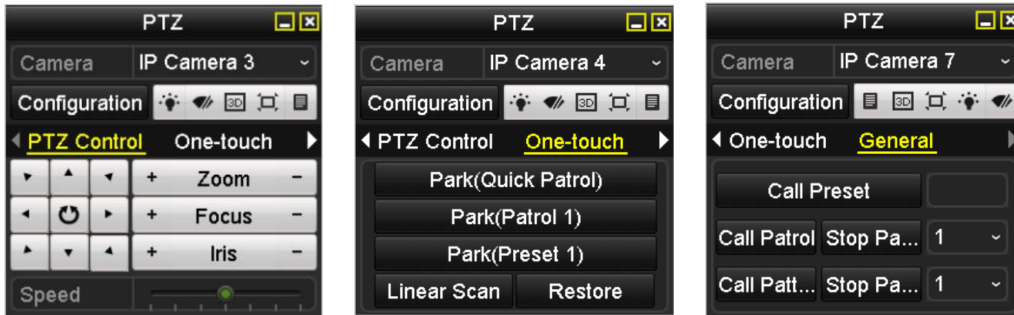 PTZ
Camera IP Camera 3
Configuration 3D
PTZ Control One-touch
+ Zoom -
+ Focus -
+ Iris -
Speed
PTZ
Camera IP Camera 4
Configuration 3D
PTZ Control One-touch
Park(Quick Patrol)
Park(Patrol 1)
Park(Preset 1)
Linear Scan Restore
PTZ
Camera IP Camera 7
Configuration 3D
One-touch General
Call Preset
Call Patrol Stop Pa... 1
Call Patt... Stop Pa... 1